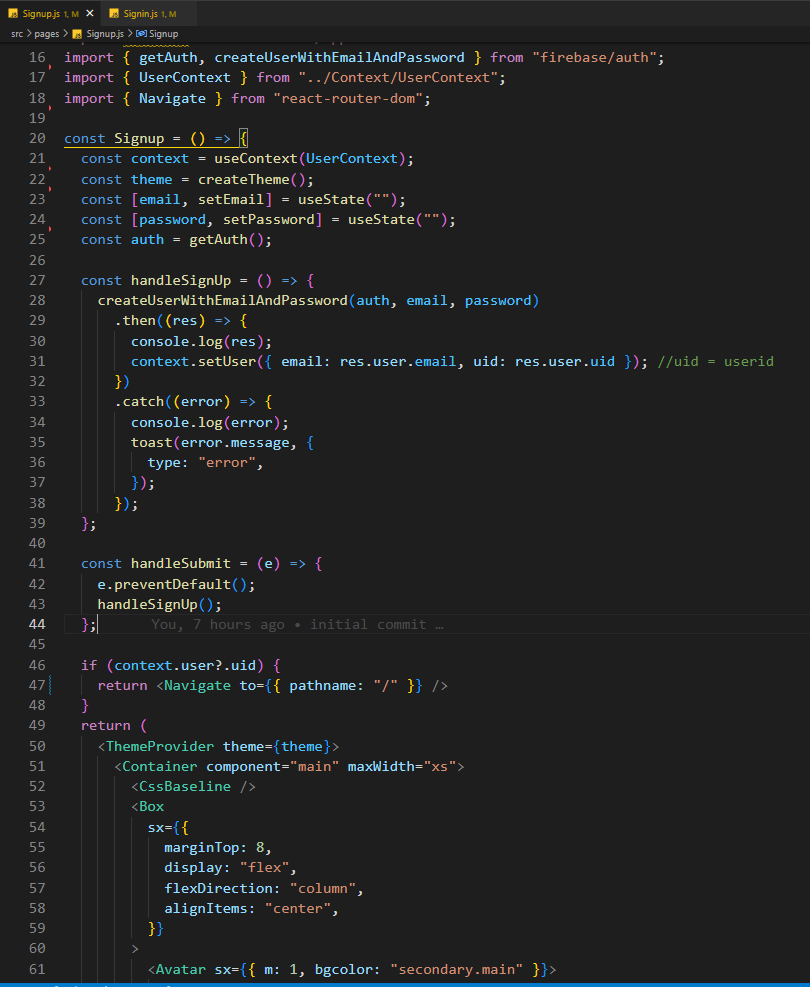 Signup.js 1, M
Signin.js 1, M
src > pages > Signup.js > Signup
16 import { getAuth, createUserWithEmailAndPassword } from "firebase/auth";
17 import { UserContext } from "../Context/UserContext";
18 import { Navigate } from "react-router-dom";
19
20 const Signup = () => {
21   const context = useContext(UserContext);
22   const theme = createTheme();
23   const [email, setEmail] = useState("");
24   const [password, setPassword] = useState("");
25   const auth = getAuth();
26
27   const handleSignUp = () => {
28     createUserWithEmailAndPassword(auth, email, password)
29       .then((res) => {
30         console.log(res);
31         context.setUser({ email: res.user.email, uid: res.user.uid }); //uid = userid
32       })
33       .catch((error) => {
34         console.log(error);
35         toast(error.message, {
36           type: "error",
37         });
38       });
39   };
40
41   const handleSubmit = (e) => {
42     e.preventDefault();
43     handleSignUp();
44   }; You, 7 hours ago • initial commit …
45
46   if (context.user?.uid) {
47     return <Navigate to={{ pathname: "/" }} />
48   }
49   return (
50     <ThemeProvider theme={theme}>
51       <Container component="main" maxWidth="xs">
52         <CssBaseline />
53         <Box
54           sx={{
55             marginTop: 8,
56             display: "flex",
57             flexDirection: "column",
58             alignItems: "center",
59           }}
60         >
61           <Avatar sx={{ m: 1, bgcolor: "secondary.main" }}>